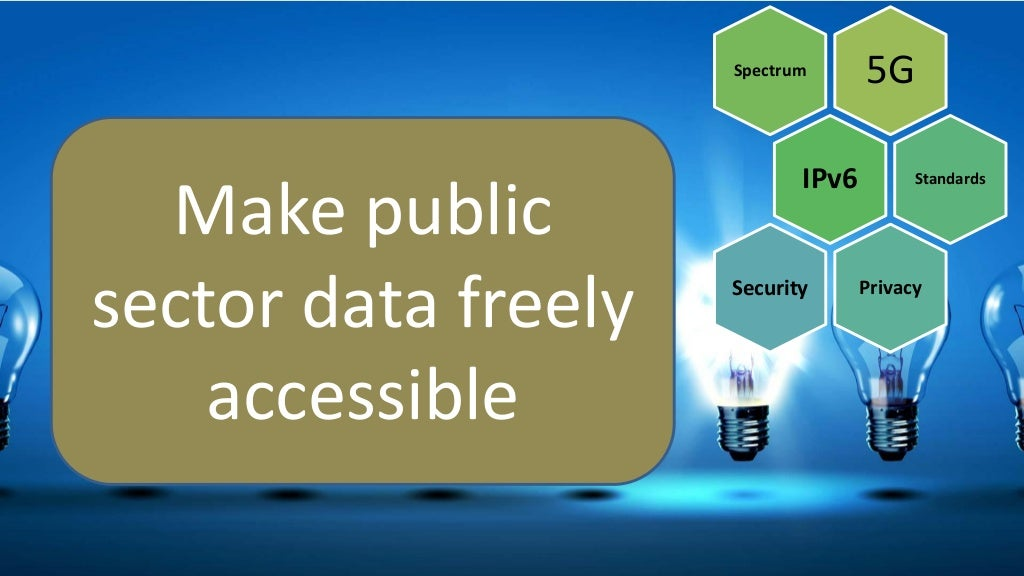 Make public
sector data freely
accessible
Spectrum
5G
IPv6
Standards
Security
Privacy